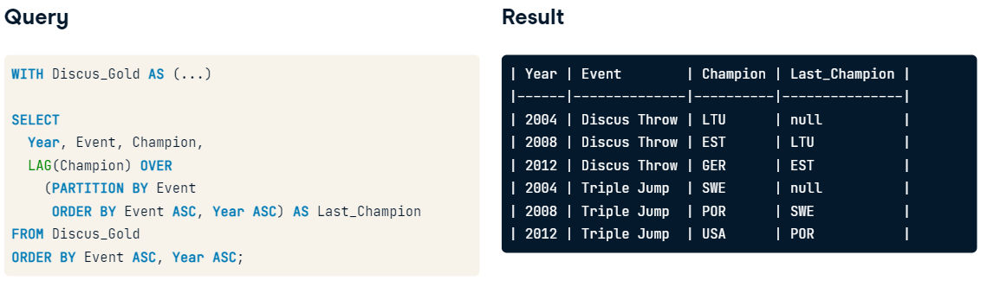 Query
WITH Discus_Gold AS (...)
SELECT
Year, Event, Champion,
LAG(Champion) OVER
(PARTITION BY Event
ORDER BY Event ASC, Year ASC) AS Last_Champion
FROM Discus_Gold
ORDER BY Event ASC, Year ASC;
Result
| Year | Event | Champion | Last_Champion |
|------|--------------|----------|---------------|
| 2004 | Discus Throw | LTU | null |
| 2008 | Discus Throw | EST | LTU |
| 2012 | Discus Throw | GER | EST |
| 2004 | Triple Jump | SWE | null |
| 2008 | Triple Jump | POR | SWE |
| 2012 | Triple Jump | USA | POR |